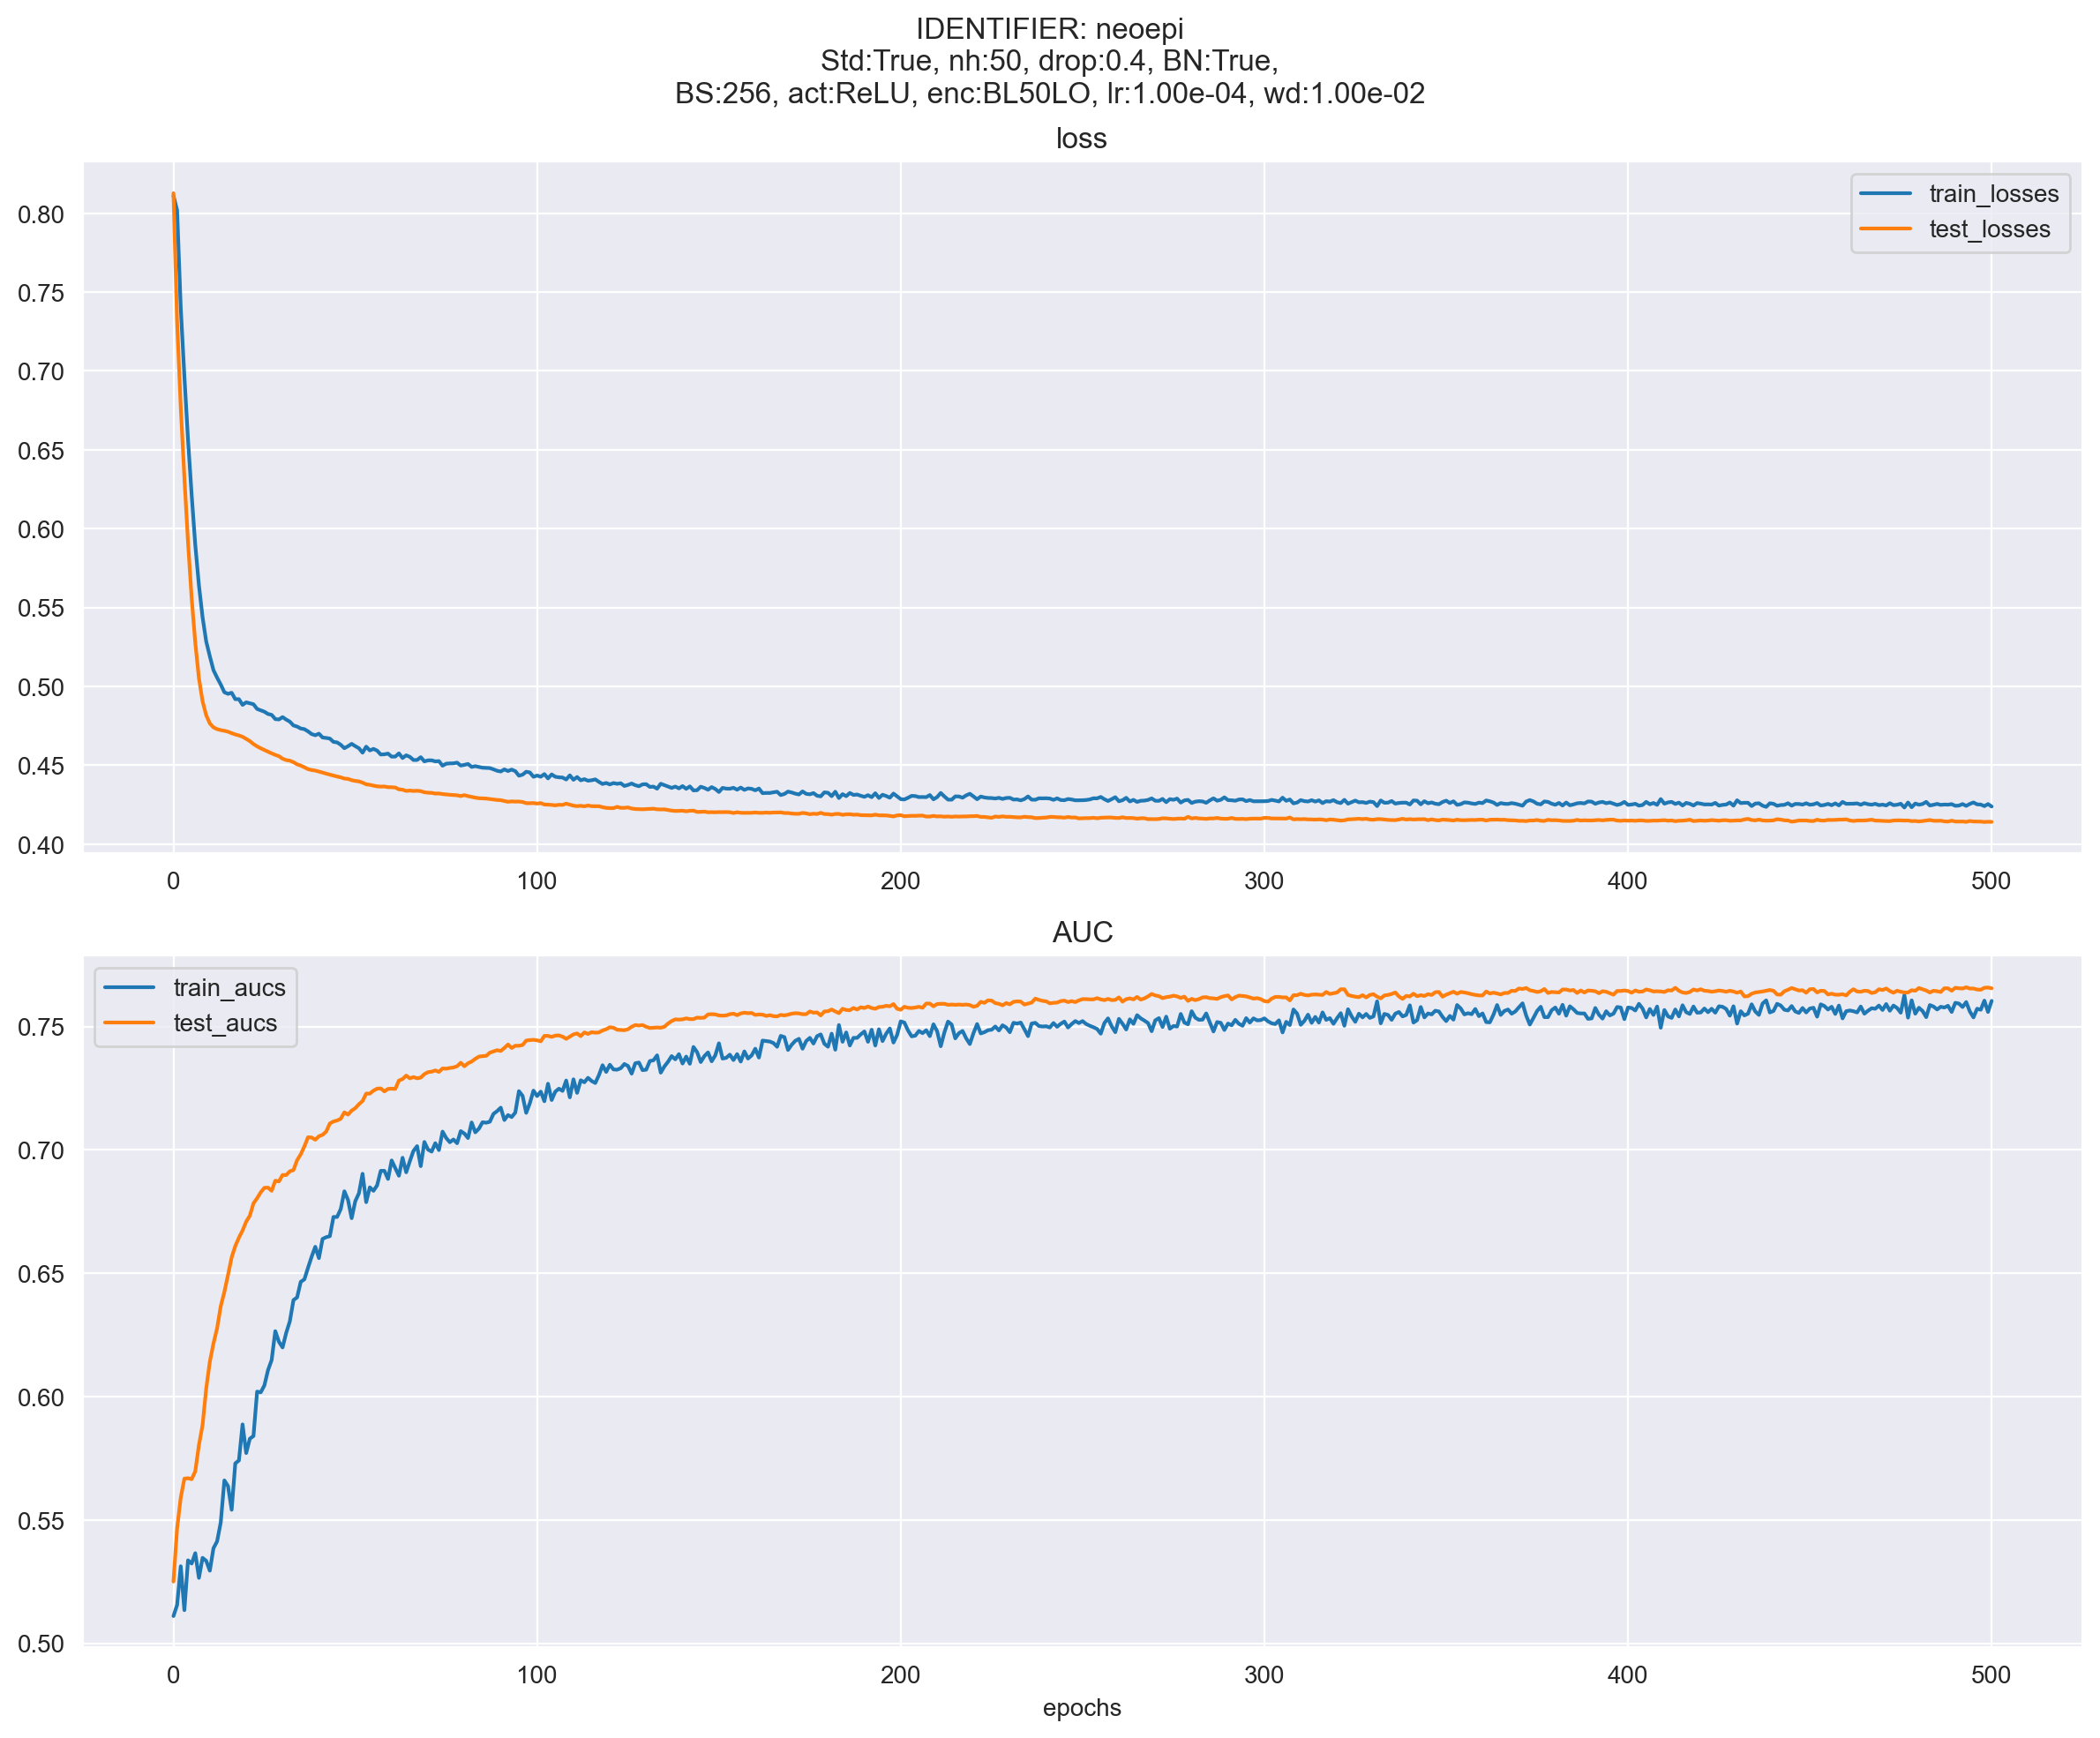 IDENTIFIER: neoepi
Std:True, nh:50, drop:0.4, BN:True,
BS:256, act:ReLU, enc:BL50LO, lr:1.00e-04, wd:1.00e-02
loss
train_losses
test_losses
0.80
0.75
0.70
0.65
0.60
0.55
0.50
0.45
0.40
0 100 200 300 400 500
AUC
train_aucs
test_aucs
0.75
0.70
0.65
0.60
0.55
0.50
0 100 200 300 400 500
epochs